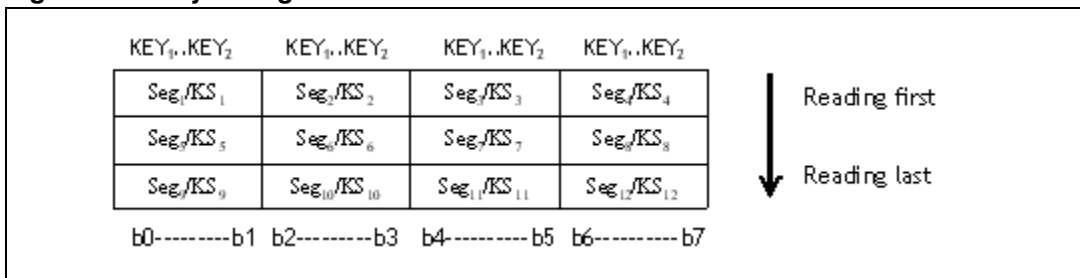 KEY₁..KEY₂ KEY₁..KEY₂ KEY₁..KEY₂ KEY₁..KEY₂
Seg₁/KS₁ Seg₂/KS₂ Seg₃/KS₃ Seg₄/KS₄ Reading first
Seg₅/KS₅ Seg₆/KS₆ Seg₇/KS₇ Seg₈/KS₈
Seg₉/KS₉ Seg₁₀/KS₁₀ Seg₁₁/KS₁₁ Seg₁₂/KS₁₂ Reading last
b0---------b1 b2---------b3 b4----------b5 b6----------b7